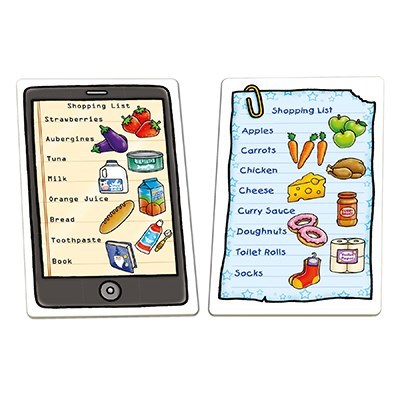 Shopping List
Strawberries
Aubergines
Tuna
Milk
Orange Juice
Bread
Toothpaste
Book
Shopping List
Apples
Carrots
Chicken
Cheese
Curry Sauce
Doughnuts
Toilet Rolls
Socks